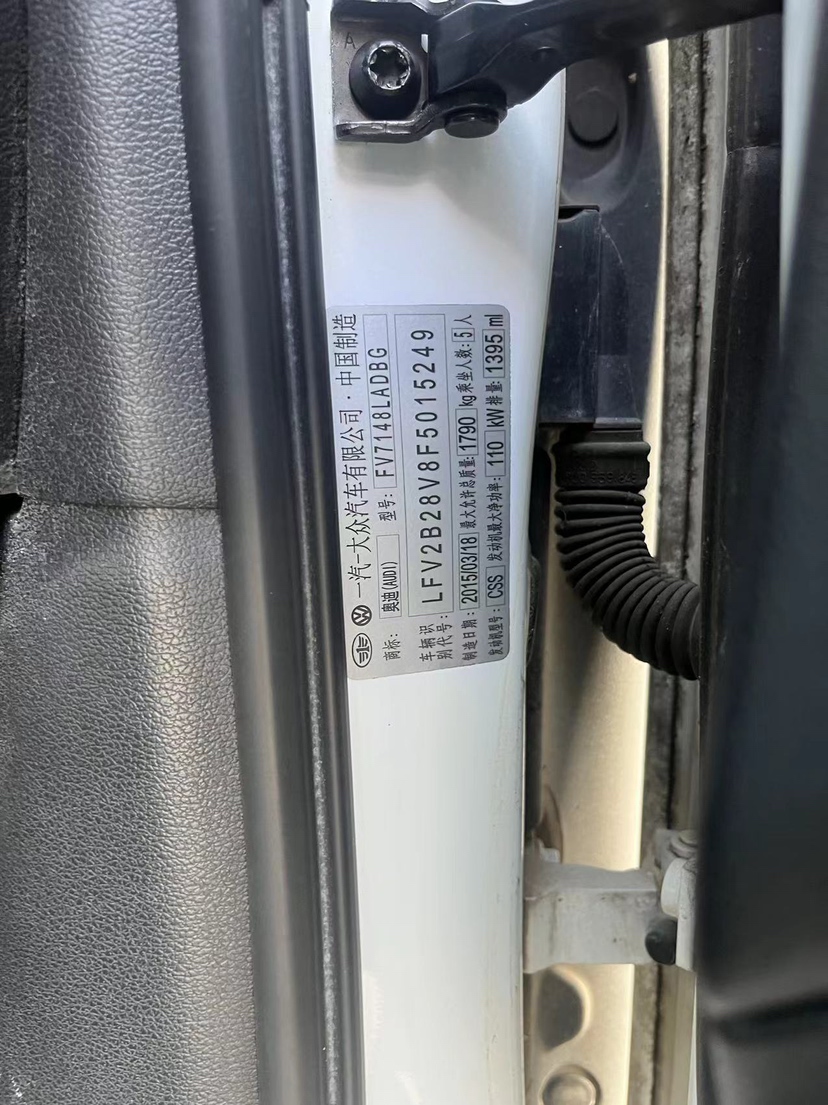 一汽-大众汽车有限公司·中国制造
商标: 奥迪(AUDI) 型号: FV7148LADBG
车辆识别代号: LFV2B28V8F5015249
制造日期: 2015/03/18 最大允许总质量: 1790 kg 乘坐人数: 5 人
发动机型号: CSS 发动机最大净功率: 110 kW 排量: 1395 ml
A